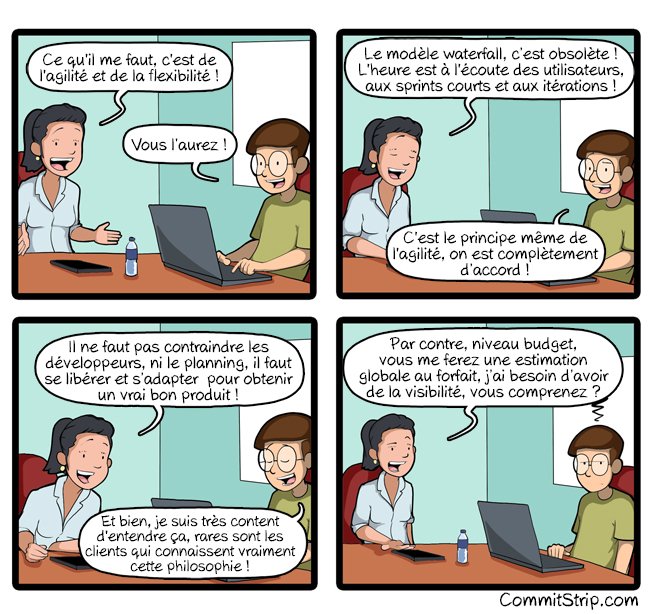 Ce qu'il me faut, c'est de
l'agilité et de la flexibilité !
Vous l'aurez !
Le modèle waterfall, c'est obsolète !
L'heure est à l'écoute des utilisateurs,
aux sprints courts et aux itérations !
C'est le principe même de
l'agilité, on est complètement
d'accord !
Il ne faut pas contraindre les
développeurs, ni le planning, il faut
se libérer et s'adapter pour obtenir
un vrai bon produit !
Et bien, je suis très content
d'entendre ça, rares sont les
clients qui connaissent vraiment
cette philosophie !
Par contre, niveau budget,
vous me ferez une estimation
globale au forfait, j'ai besoin d'avoir
de la visibilité, vous comprenez ?
CommitStrip.com